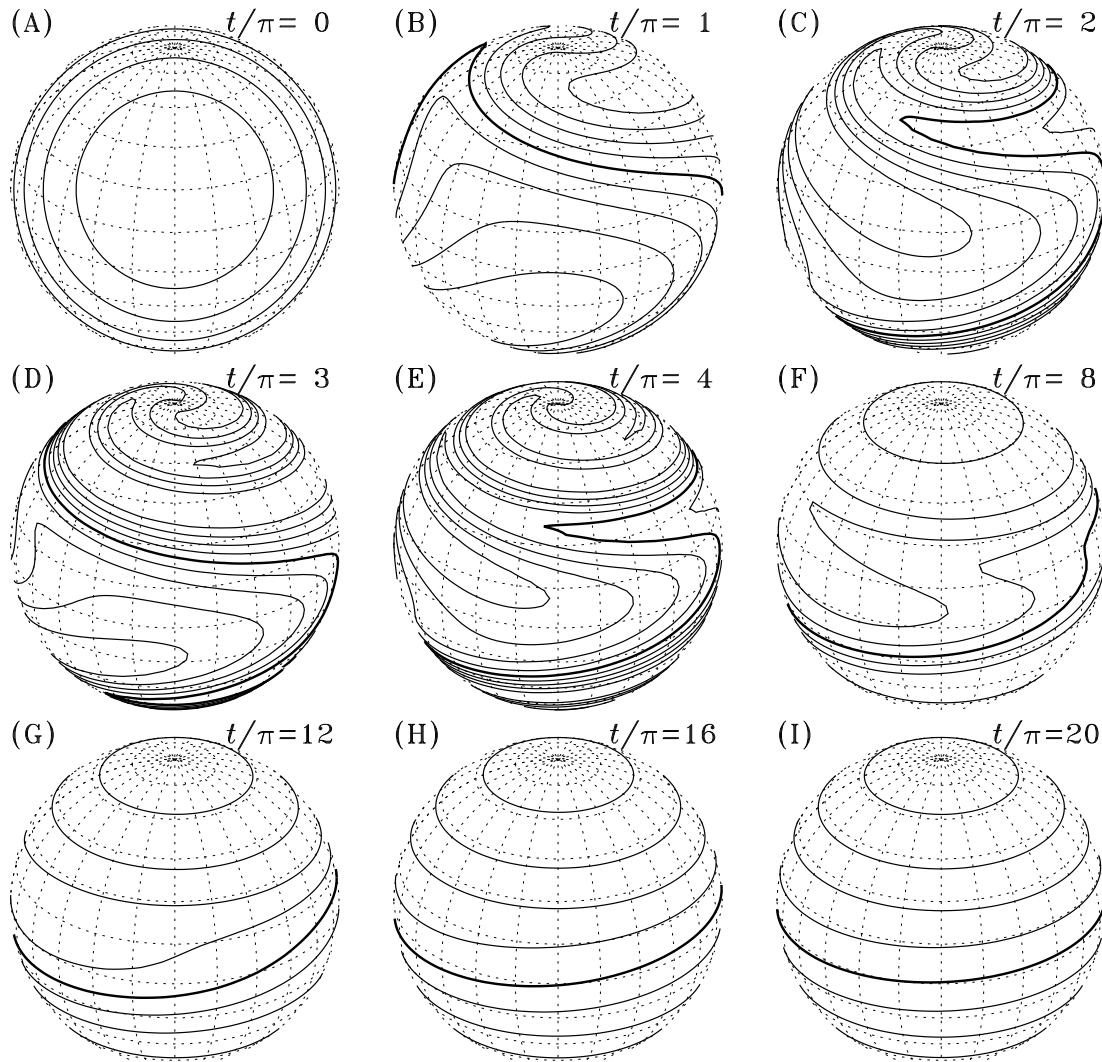 (A) t/π= 0
(B) t/π= 1
(C) t/π= 2
(D) t/π= 3
(E) t/π= 4
(F) t/π= 8
(G) t/π=12
(H) t/π=16
(I) t/π=20